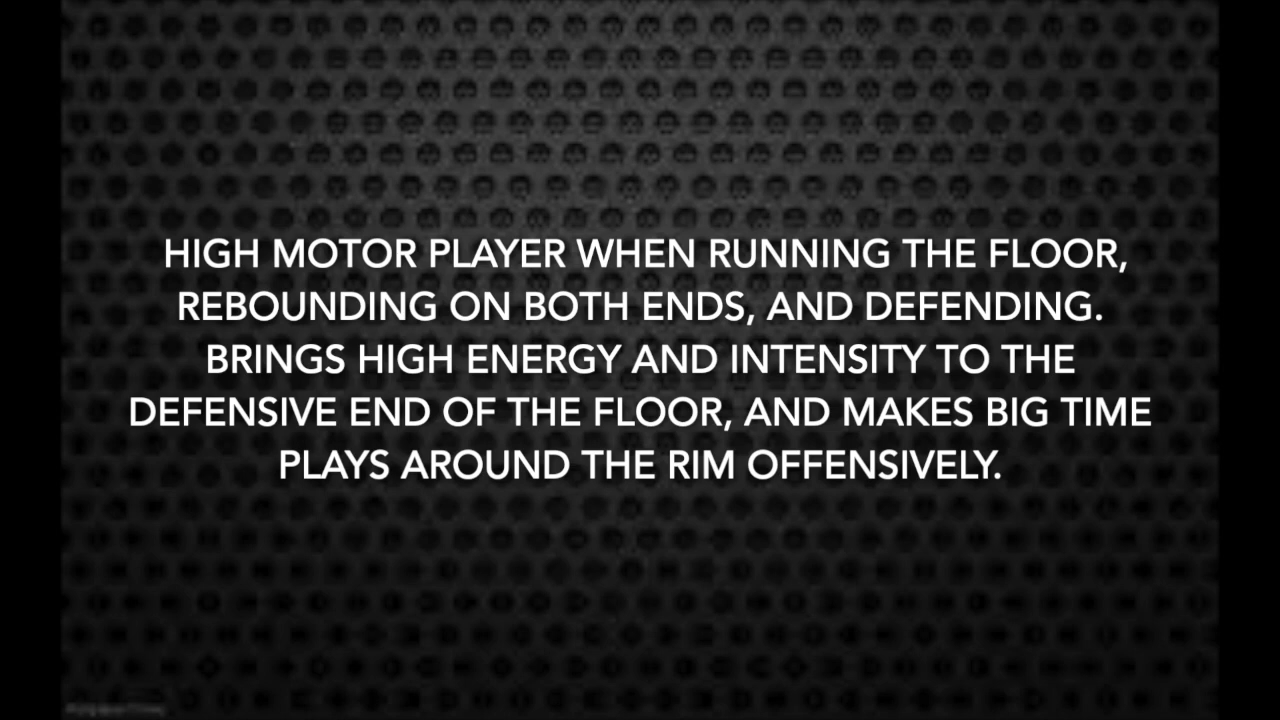 HIGH MOTOR PLAYER WHEN RUNNING THE FLOOR,
REBOUNDING ON BOTH ENDS, AND DEFENDING.
BRINGS HIGH ENERGY AND INTENSITY TO THE
DEFENSIVE END OF THE FLOOR, AND MAKES BIG TIME
PLAYS AROUND THE RIM OFFENSIVELY.